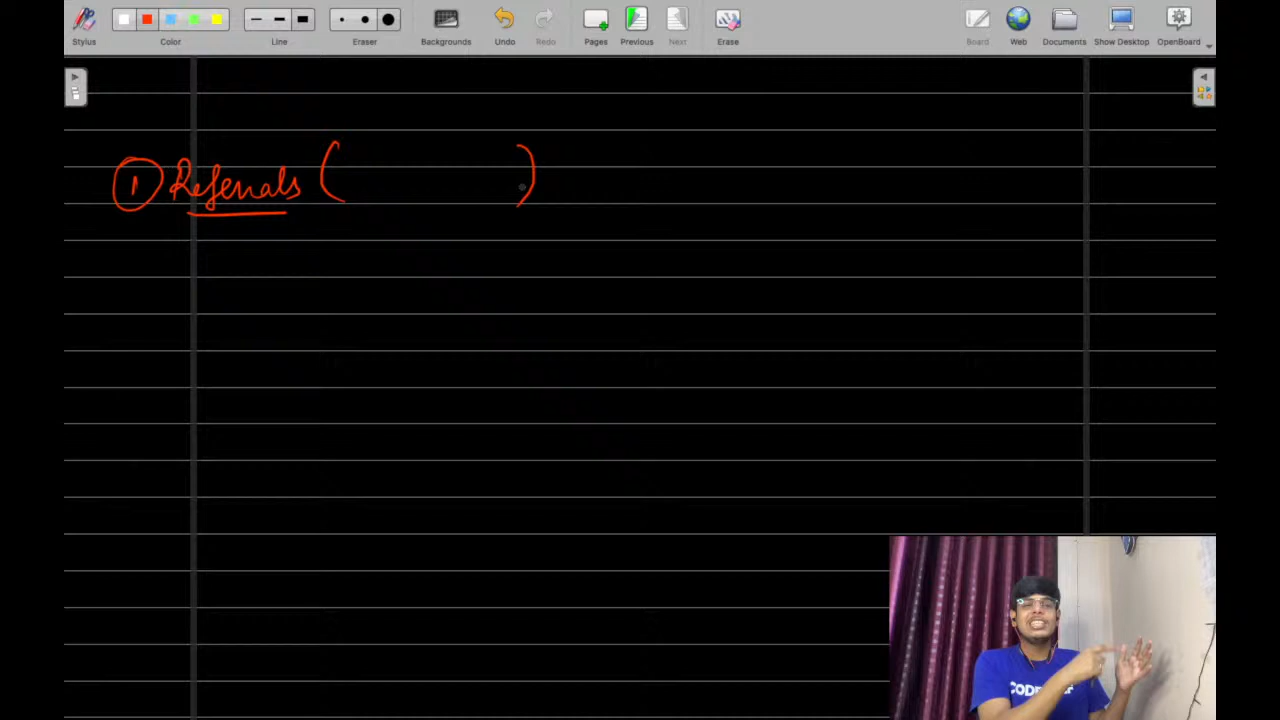 Stylus Color Line Eraser Backgrounds Undo Redo Pages Previous Next Erase Board Web Documents Show Desktop OpenBoard
① Referrals ( )